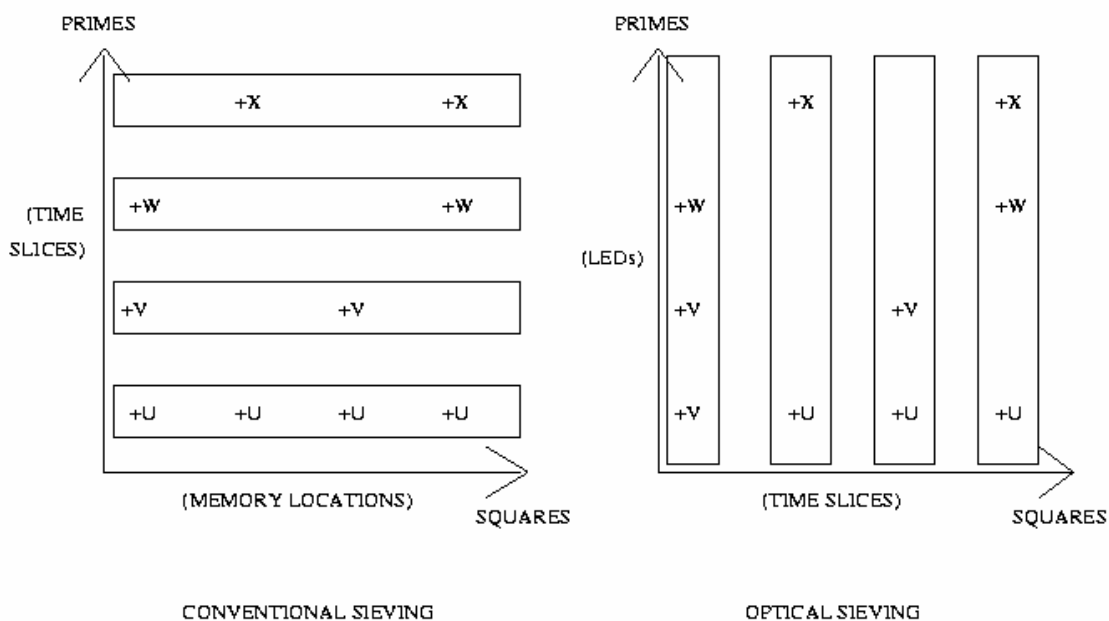 PRIMES
+X +X
(TIME
SLICES)
+W +W
+V +V
+U +U +U +U
(MEMORY LOCATIONS)
SQUARES
CONVENTIONAL SIEVING
PRIMES
+X +X
+W +W
(LEDs)
+V +V
+V +U +U +U
(TIME SLICES)
SQUARES
OPTICAL SIEVING